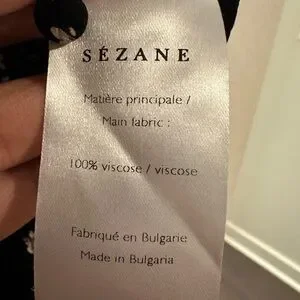 SÉZANE
Matière principale /
Main fabric :
100% viscose / viscose
Fabriqué en Bulgarie
Made in Bulgaria